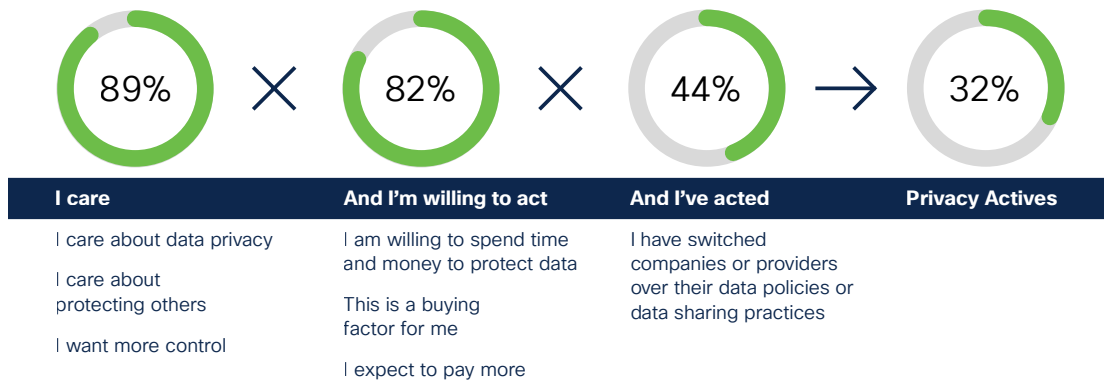 89%
82%
44%
32%
I care
And I'm willing to act
And I've acted
Privacy Actives
I care about data privacy
I care about
protecting others
I want more control
I am willing to spend time
and money to protect data
This is a buying
factor for me
I expect to pay more
I have switched
companies or providers
over their data policies or
data sharing practices